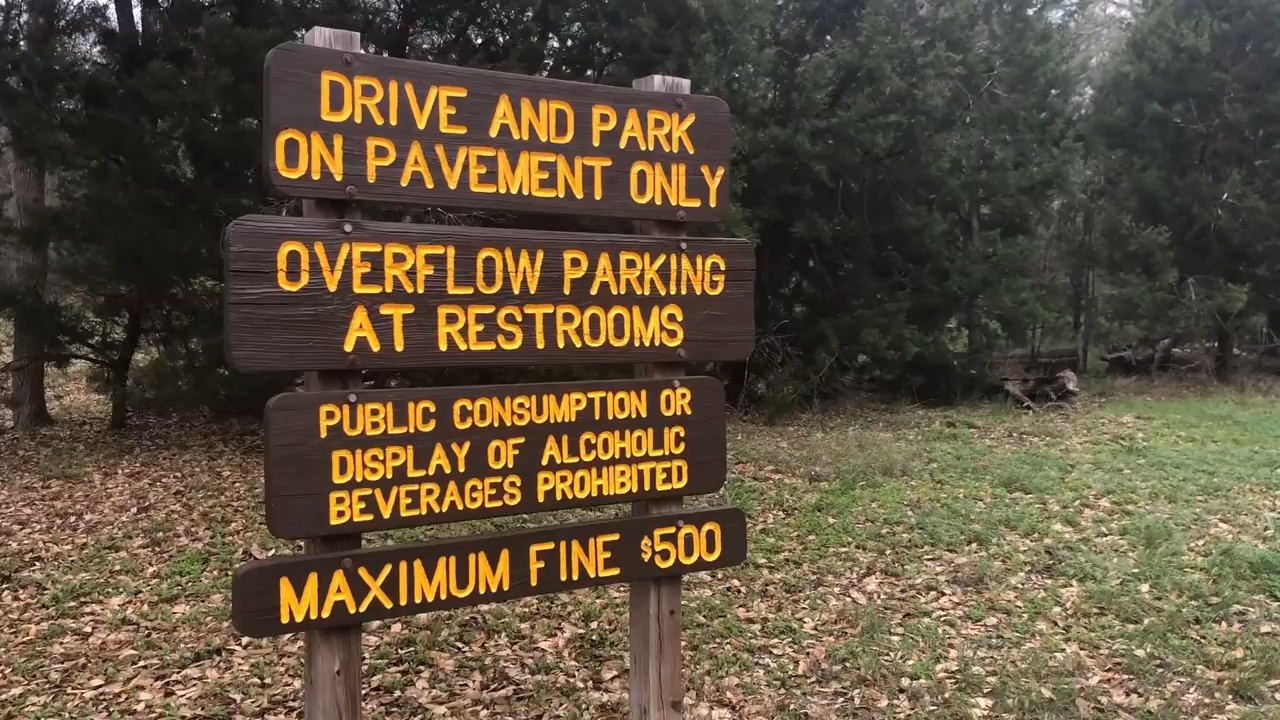 DRIVE AND PARK
ON PAVEMENT ONLY
OVERFLOW PARKING
AT RESTROOMS
PUBLIC CONSUMPTION OR
DISPLAY OF ALCOHOLIC
BEVERAGES PROHIBITED
MAXIMUM FINE $500